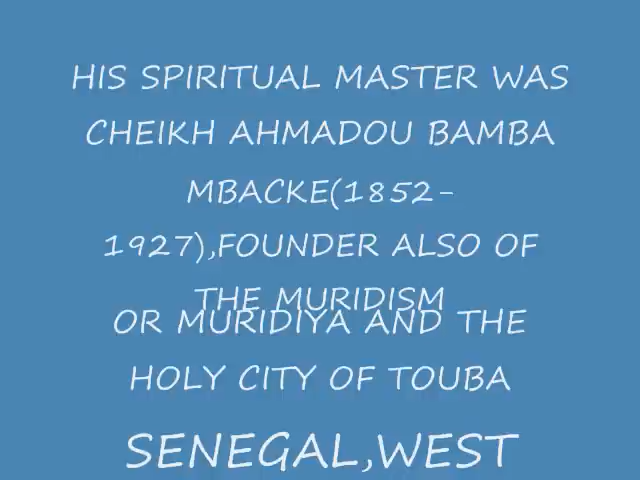 HIS SPIRITUAL MASTER WAS
CHEIKH AHMADOU BAMBA
MBACKE(1852-
1927),FOUNDER ALSO OF
THE MURIDISM
OR MURIDIYA AND THE
HOLY CITY OF TOUBA
SENEGAL,WEST